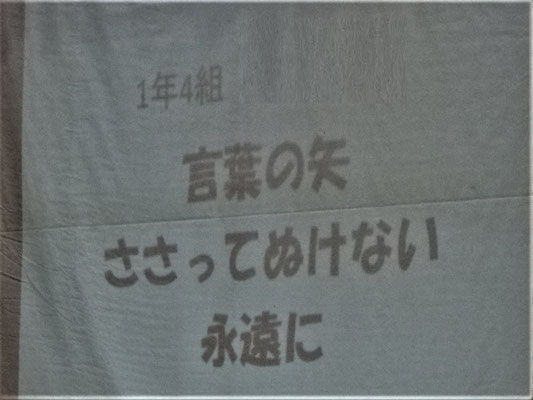 1年4組
言葉の矢
ささってぬけない
永遠に